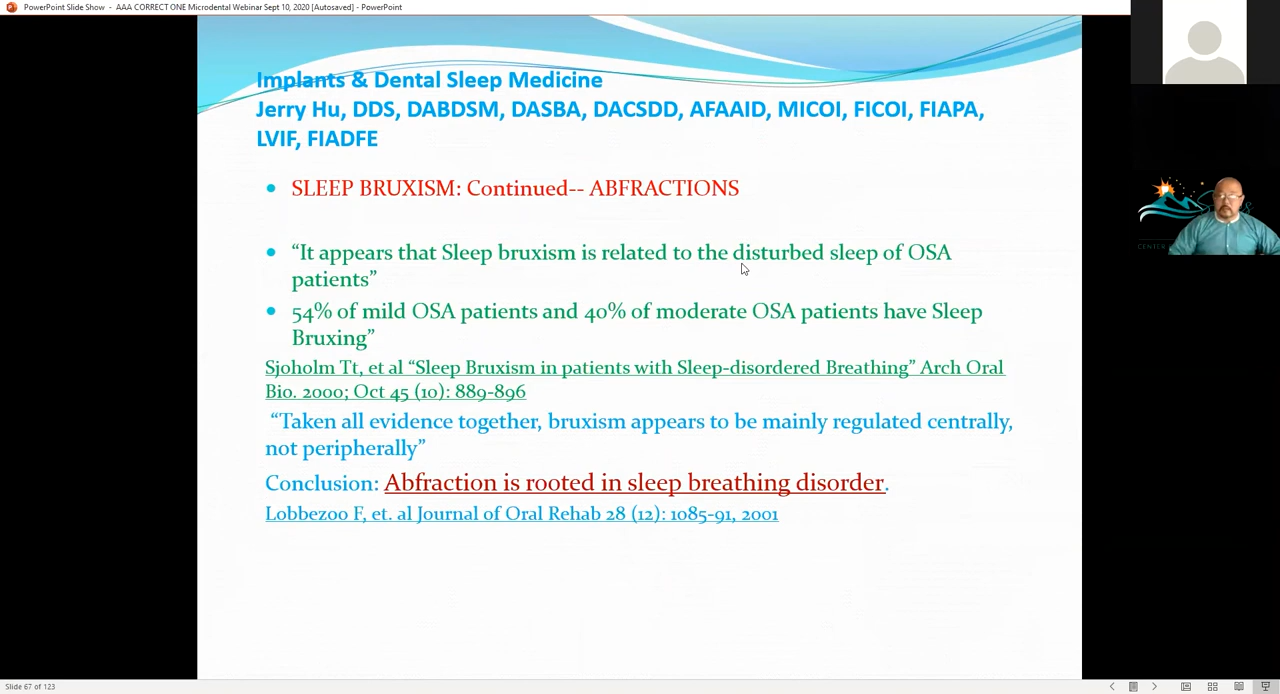 PowerPoint Slide Show - AAA CORRECT ONE Microdental Webinar Sept 10, 2020 [Autosaved] - PowerPoint
Implants & Dental Sleep Medicine
Jerry Hu, DDS, DABDSM, DASBA, DACSDD, AFAAID, MICOI, FICOI, FIAPA,
LVIF, FIADFE
SLEEP BRUXISM: Continued-- ABFRACTIONS
“It appears that Sleep bruxism is related to the disturbed sleep of OSA
patients”
54% of mild OSA patients and 40% of moderate OSA patients have Sleep
Bruxing”
Sjoholm Tt, et al “Sleep Bruxism in patients with Sleep-disordered Breathing” Arch Oral
Bio. 2000; Oct 45 (10): 889-896
“Taken all evidence together, bruxism appears to be mainly regulated centrally,
not peripherally”
Conclusion: Abfraction is rooted in sleep breathing disorder.
Lobbezoo F, et. al Journal of Oral Rehab 28 (12): 1085-91, 2001
Slide 67 of 123